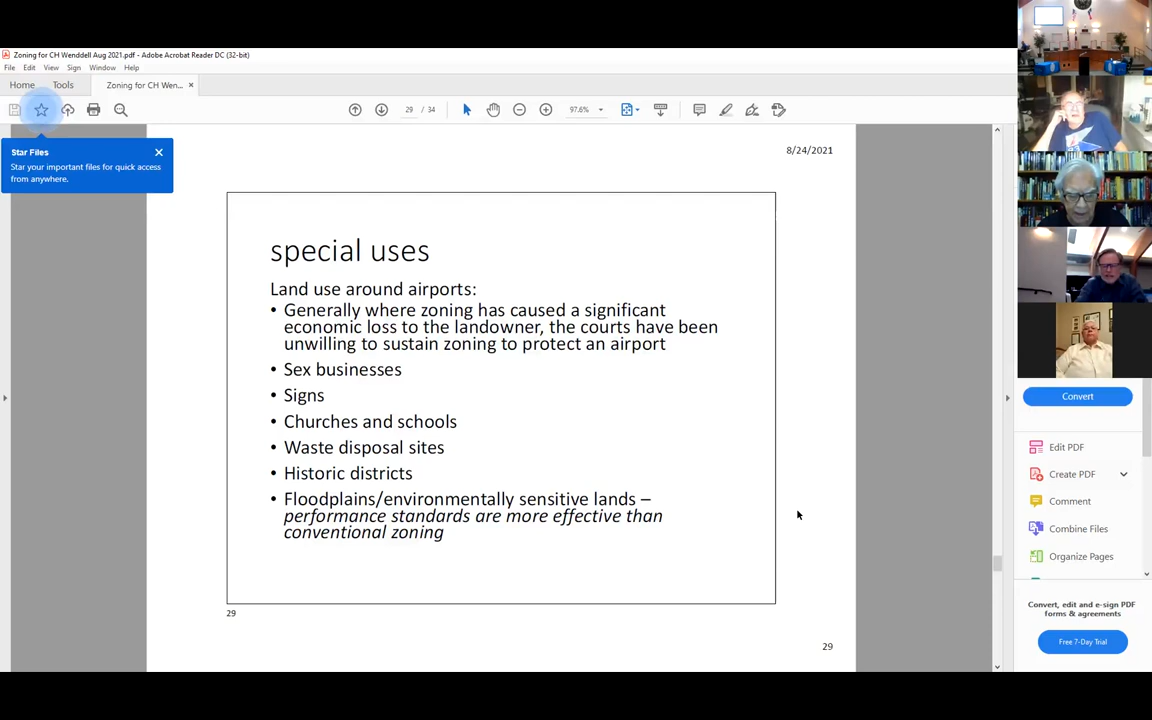 Zoning for CH Wenddell Aug 2021.pdf - Adobe Acrobat Reader DC (32-bit)
File Edit View Sign Window Help
Home Tools Zoning for CH Wen... ×
29 / 34 97.6%
Star Files
Star your important files for quick access
from anywhere.
8/24/2021
special uses
Land use around airports:
• Generally where zoning has caused a significant
economic loss to the landowner, the courts have been
unwilling to sustain zoning to protect an airport
• Sex businesses
• Signs
• Churches and schools
• Waste disposal sites
• Historic districts
• Floodplains/environmentally sensitive lands –
performance standards are more effective than
conventional zoning
29
29
Convert
Edit PDF
Create PDF
Comment
Combine Files
Organize Pages
Convert, edit and e-sign PDF
forms & agreements
Free 7-Day Trial